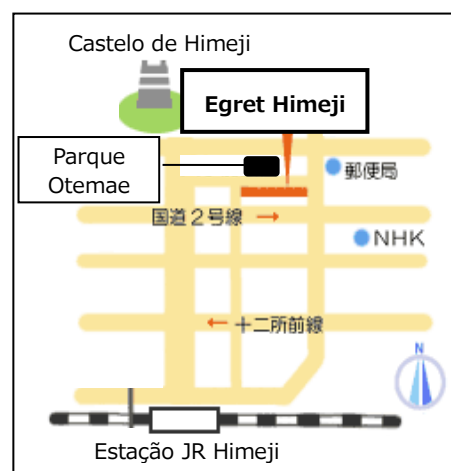 Castelo de Himeji
Egret Himeji
Parque
Otemae
郵便局
国道2号線 →
NHK
← 十二所前線
N
Estação JR Himeji